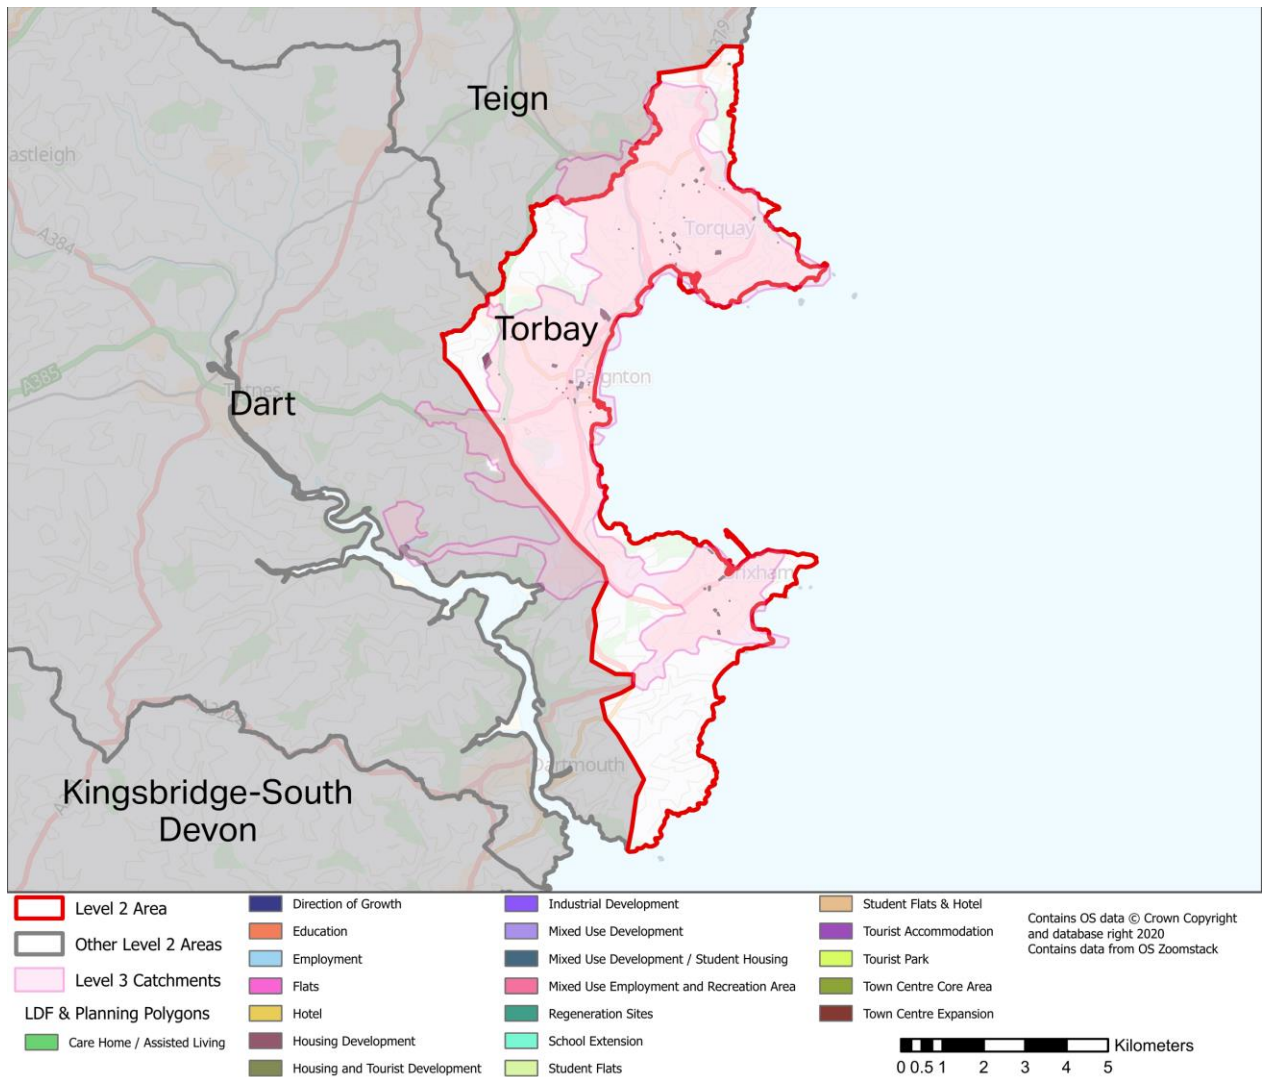 A379
Teign
astleigh
A384
Torquay
Torbay
Paignton
A385
Totnes
Dart
rixham
Dartmouth
Kingsbridge-South
Devon
Level 2 Area
Other Level 2 Areas
Level 3 Catchments
LDF & Planning Polygons
Care Home / Assisted Living
Direction of Growth
Education
Employment
Flats
Hotel
Housing Development
Housing and Tourist Development
Industrial Development
Mixed Use Development
Mixed Use Development / Student Housing
Mixed Use Employment and Recreation Area
Regeneration Sites
School Extension
Student Flats
Student Flats & Hotel
Tourist Accommodation
Tourist Park
Town Centre Core Area
Town Centre Expansion
Contains OS data © Crown Copyright
and database right 2020
Contains data from OS Zoomstack
Kilometers
0 0.5 1 2 3 4 5